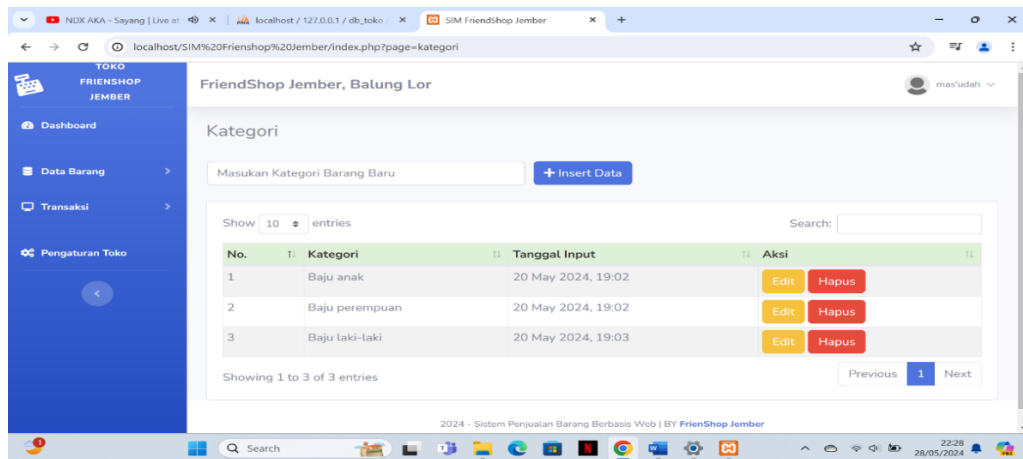 NDX AKA - Sayang | Live at
localhost / 127.0.0.1 / db_toko /
SIM FriendShop Jember
localhost/SIM%20Frienshop%20Jember/index.php?page=kategori
TOKO
FRIENSHOP
JEMBER
FriendShop Jember, Balung Lor
mas'udah
Dashboard
Data Barang
Transaksi
Pengaturan Toko
Kategori
Masukan Kategori Barang Baru
Insert Data
Show 10 entries
Search:
No. Kategori Tanggal Input Aksi
1 Baju anak 20 May 2024, 19:02 Edit Hapus
2 Baju perempuan 20 May 2024, 19:02 Edit Hapus
3 Baju laki-laki 20 May 2024, 19:03 Edit Hapus
Showing 1 to 3 of 3 entries
Previous 1 Next
2024 - Sistem Penjualan Barang Berbasis Web | BY FrienShop Jember
Search
22:28
28/05/2024